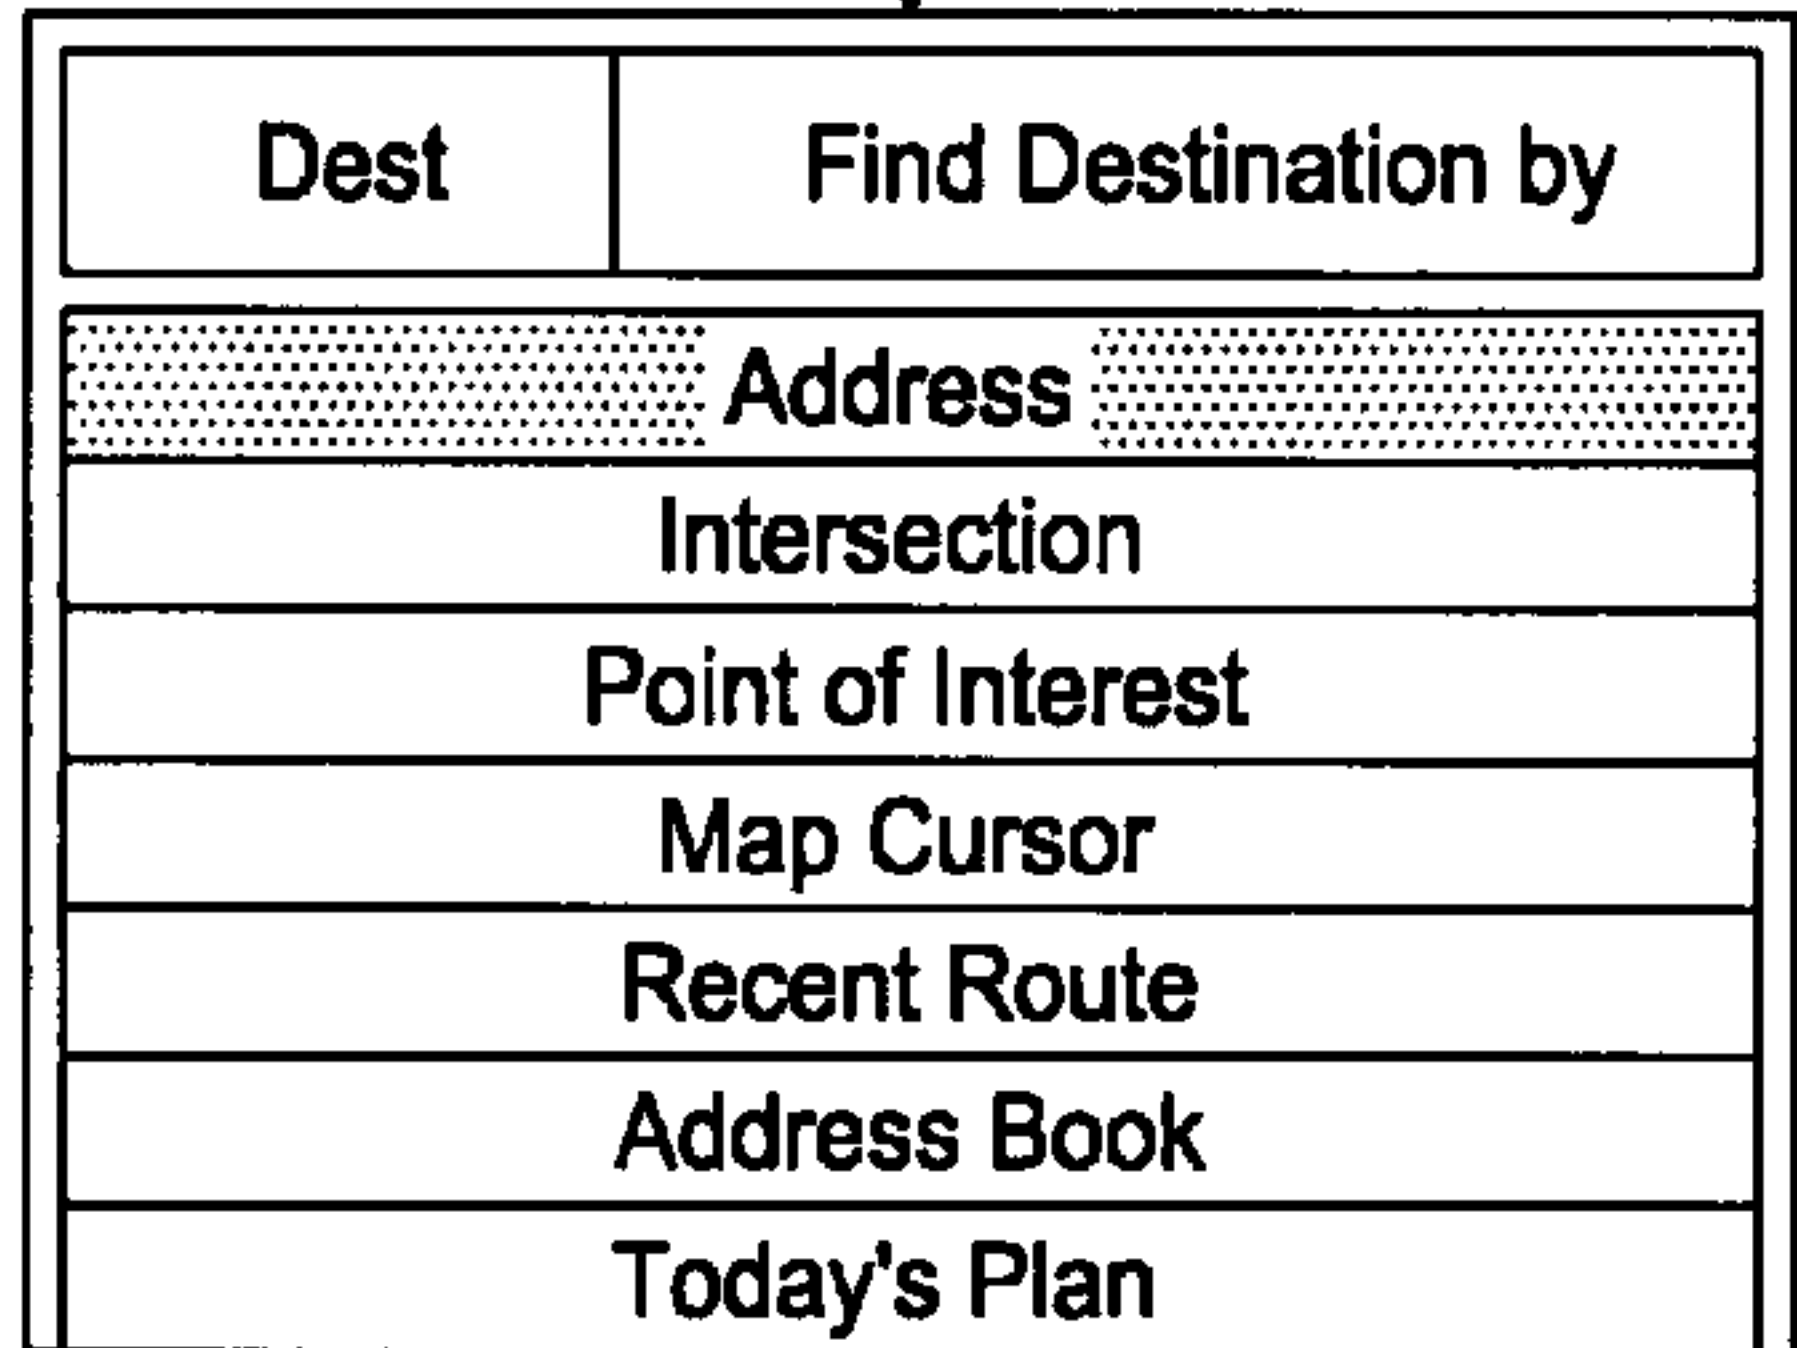 Dest Find Destination by
Address
Intersection
Point of Interest
Map Cursor
Recent Route
Address Book
Today's Plan